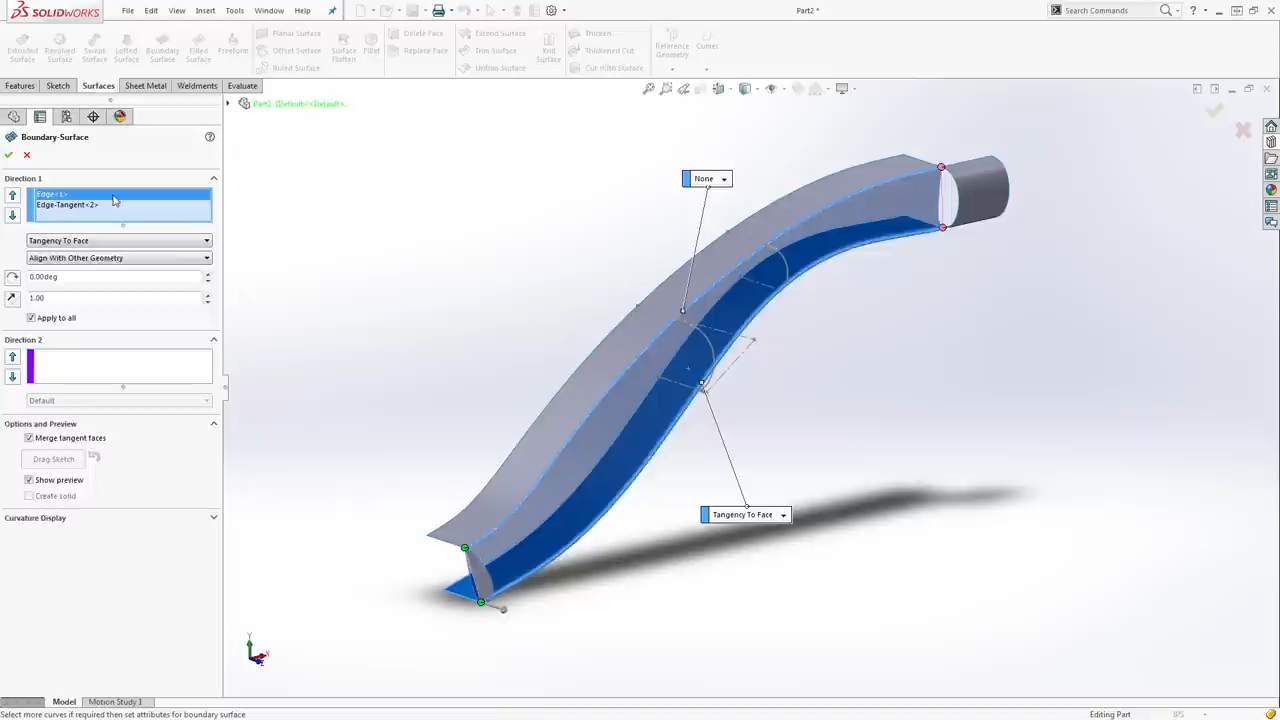 SOLIDWORKS
File Edit View Insert Tools Window Help
Part2 *
Search Commands
Extruded Surface
Revolved Surface
Swept Surface
Lofted Surface
Boundary Surface
Filled Surface
Freeform
Planar Surface
Offset Surface
Ruled Surface
Surface Flatten
Fillet
Delete Face
Replace Face
Extend Surface
Trim Surface
Untrim Surface
Knit Surface
Thicken
Thickened Cut
Cut With Surface
Reference Geometry
Curves
Features Sketch Surfaces Sheet Metal Weldments Evaluate
Part2 (Default<<Default>...
Boundary-Surface
Direction 1
Edge<1>
Edge-Tangent<2>
Tangency To Face
Align With Other Geometry
0.00deg
1.00
Apply to all
Direction 2
Default
Options and Preview
Merge tangent faces
Drag Sketch
Show preview
Create solid
Curvature Display
None
Tangency To Face
Y
X
Z
Model Motion Study 1
Select more curves if required then set attributes for boundary surface
Editing Part
IPS